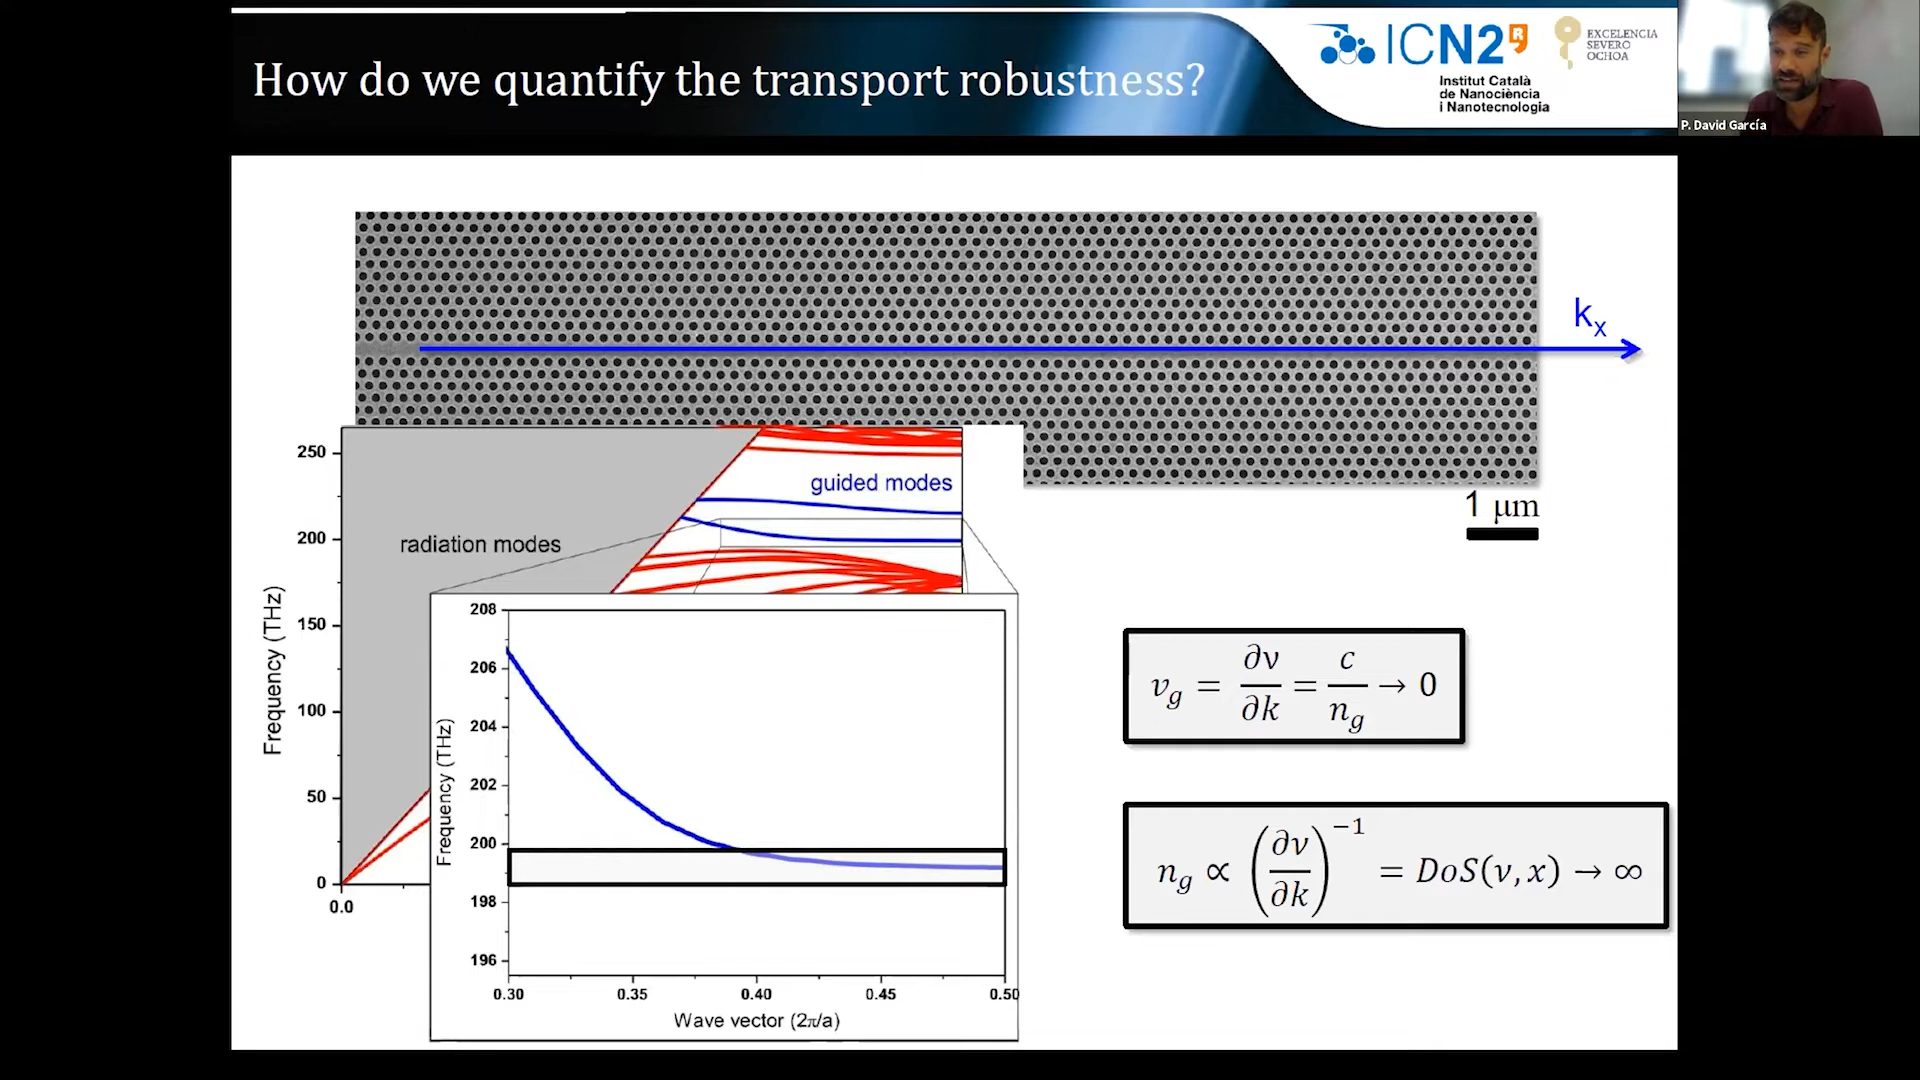 How do we quantify the transport robustness?
ICN2
Institut Català
de Nanociència
i Nanotecnologia
EXCELENCIA
SEVERO
OCHOA
P. David García
kx
1 μm
guided modes
radiation modes
Frequency (THz)
250
200
150
100
50
0
0.0
208
206
204
202
200
198
196
Frequency (THz)
0.30 0.35 0.40 0.45 0.50
Wave vector (2π/a)
v_g = ∂ν/∂k = c/n_g → 0
n_g ∝ (∂ν/∂k)^−1 = DoS(ν, x) → ∞